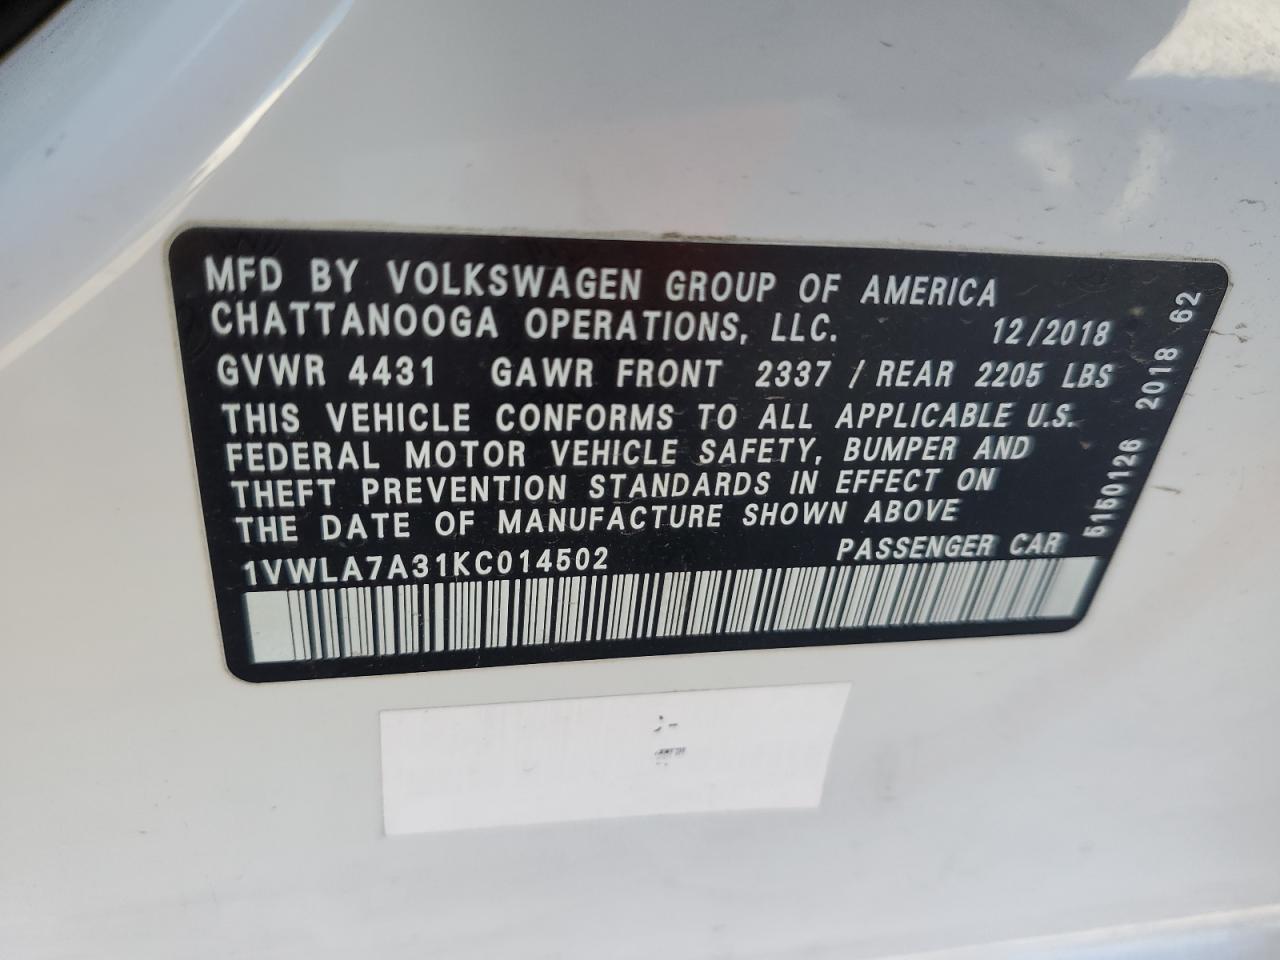 MFD BY VOLKSWAGEN GROUP OF AMERICA
CHATTANOOGA OPERATIONS, LLC. 12/2018
GVWR 4431 GAWR FRONT 2337 / REAR 2205 LBS
THIS VEHICLE CONFORMS TO ALL APPLICABLE U.S.
FEDERAL MOTOR VEHICLE SAFETY, BUMPER AND
THEFT PREVENTION STANDARDS IN EFFECT ON
THE DATE OF MANUFACTURE SHOWN ABOVE
1VWLA7A31KC014502 PASSENGER CAR
5150126 2018 62